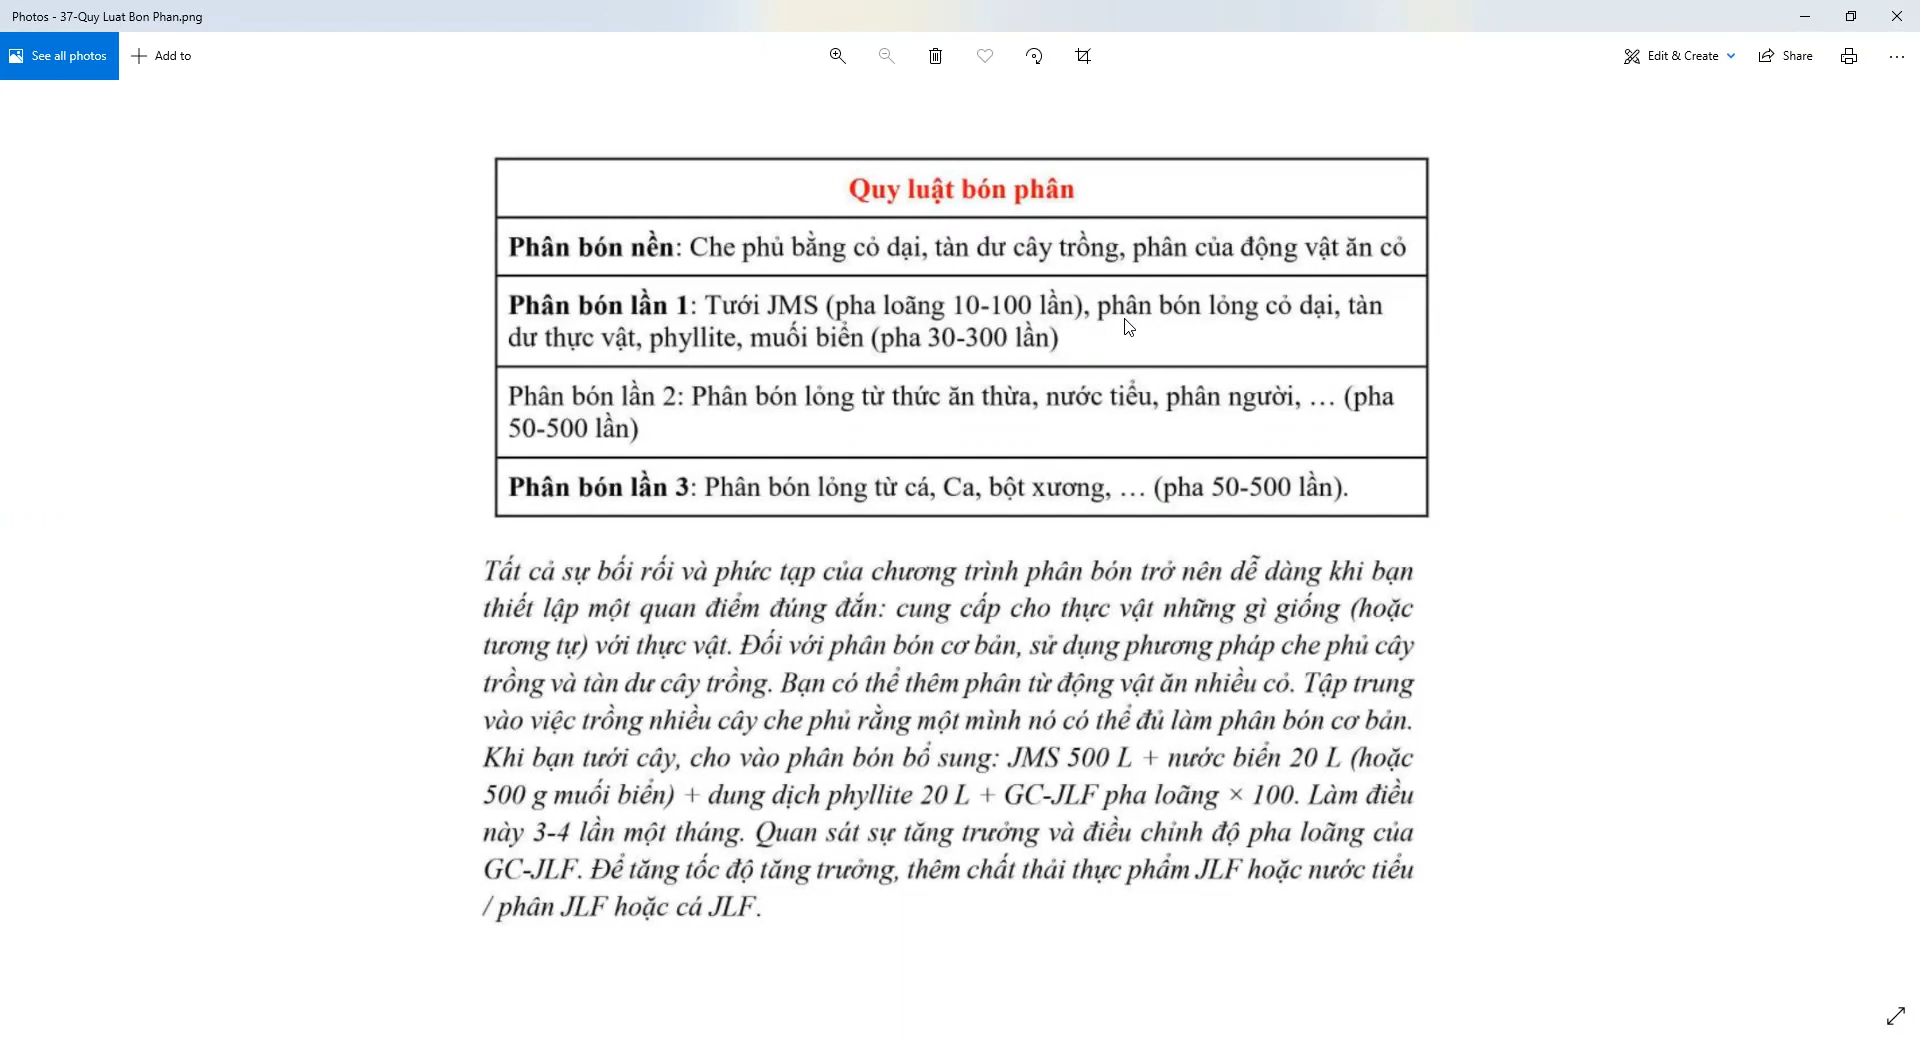 Photos - 37-Quy Luat Bon Phan.png
See all photos
Add to
Edit & Create
Share
Quy luật bón phân
Phân bón nền: Che phủ bằng cỏ dại, tàn dư cây trồng, phân của động vật ăn cỏ
Phân bón lần 1: Tưới JMS (pha loãng 10-100 lần), phân bón lỏng cỏ dại, tàn
dư thực vật, phyllite, muối biển (pha 30-300 lần)
Phân bón lần 2: Phân bón lỏng từ thức ăn thừa, nước tiểu, phân người, … (pha
50-500 lần)
Phân bón lần 3: Phân bón lỏng từ cá, Ca, bột xương, … (pha 50-500 lần).
Tất cả sự bối rối và phức tạp của chương trình phân bón trở nên dễ dàng khi bạn
thiết lập một quan điểm đúng đắn: cung cấp cho thực vật những gì giống (hoặc
tương tự) với thực vật. Đối với phân bón cơ bản, sử dụng phương pháp che phủ cây
trồng và tàn dư cây trồng. Bạn có thể thêm phân từ động vật ăn nhiều cỏ. Tập trung
vào việc trồng nhiều cây che phủ rằng một mình nó có thể đủ làm phân bón cơ bản.
Khi bạn tưới cây, cho vào phân bón bổ sung: JMS 500 L + nước biển 20 L (hoặc
500 g muối biển) + dung dịch phyllite 20 L + GC-JLF pha loãng × 100. Làm điều
này 3-4 lần một tháng. Quan sát sự tăng trưởng và điều chỉnh độ pha loãng của
GC-JLF. Để tăng tốc độ tăng trưởng, thêm chất thải thực phẩm JLF hoặc nước tiểu
/ phân JLF hoặc cá JLF.